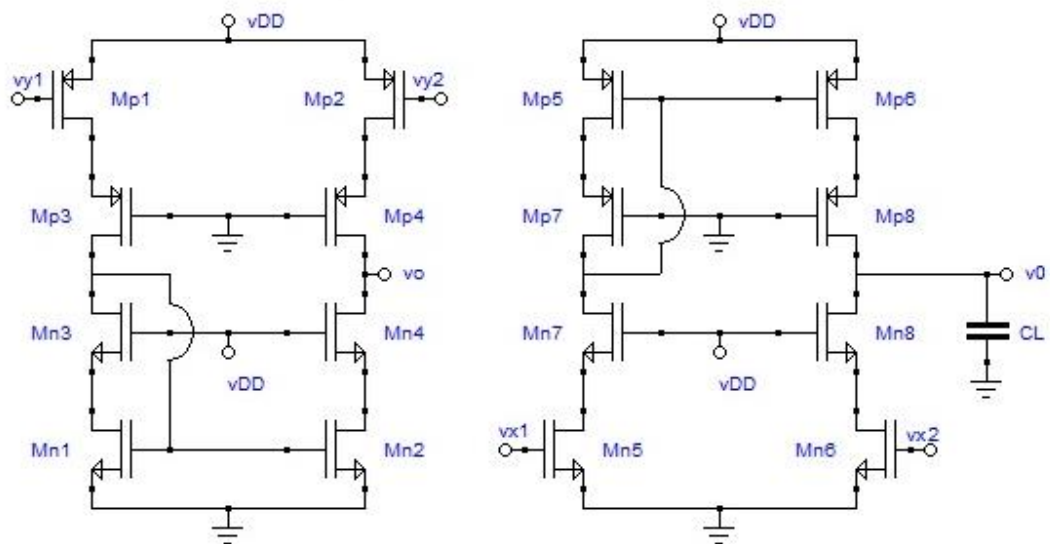 vDD
vDD
vy1
vy2
Mp1
Mp2
Mp5
Mp6
Mp3
Mp4
Mp7
Mp8
vo
v0
Mn3
Mn4
Mn7
Mn8
CL
vDD
vDD
vx1
vx2
Mn1
Mn2
Mn5
Mn6